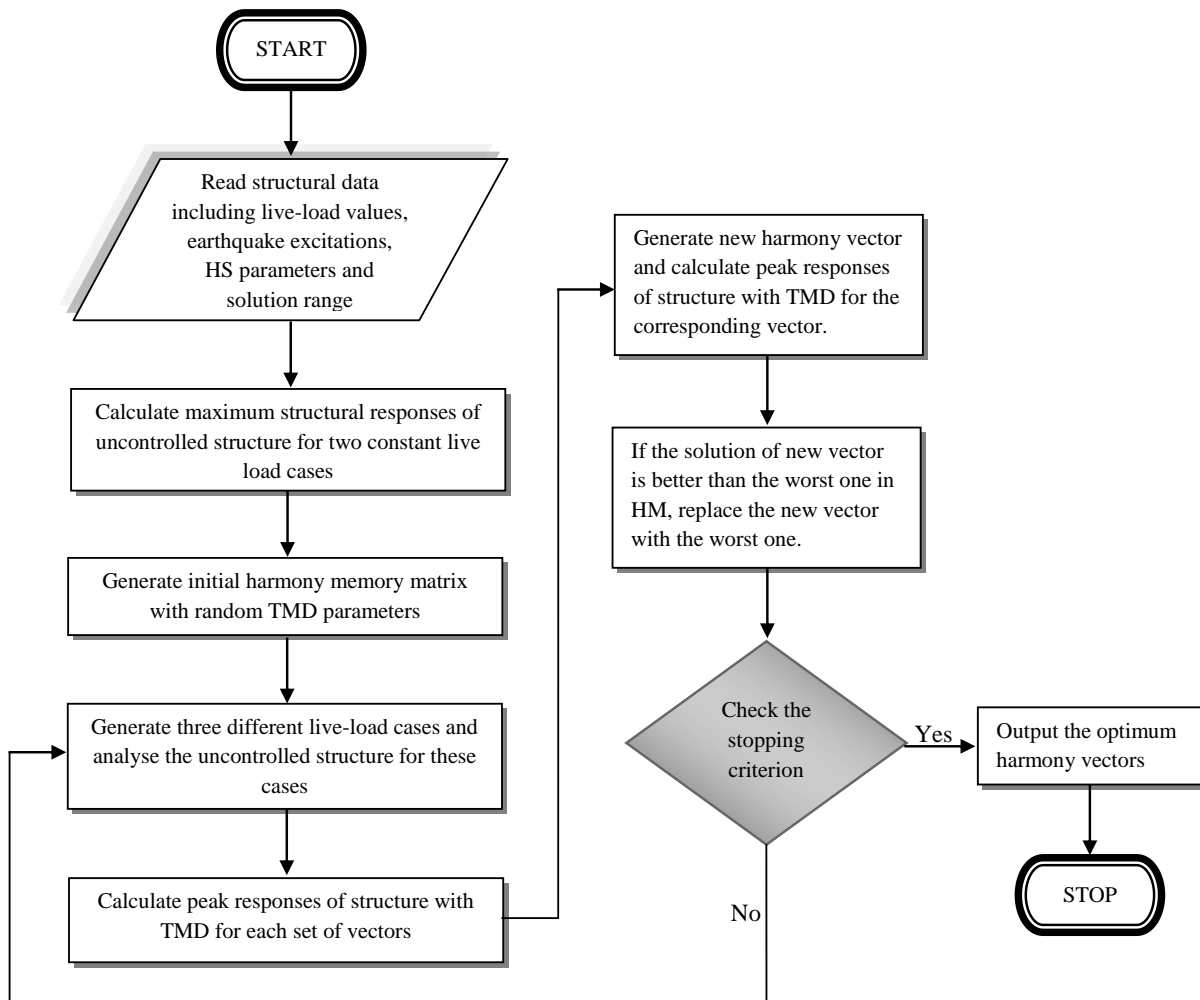 START
Read structural data
including live-load values,
earthquake excitations,
HS parameters and
solution range
Calculate maximum structural responses of
uncontrolled structure for two constant live
load cases
Generate initial harmony memory matrix
with random TMD parameters
Generate three different live-load cases and
analyse the uncontrolled structure for these
cases
Calculate peak responses of structure with
TMD for each set of vectors
Generate new harmony vector
and calculate peak responses
of structure with TMD for the
corresponding vector.
If the solution of new vector
is better than the worst one in
HM, replace the new vector
with the worst one.
Check the
stopping
criterion
Yes
No
Output the optimum
harmony vectors
STOP